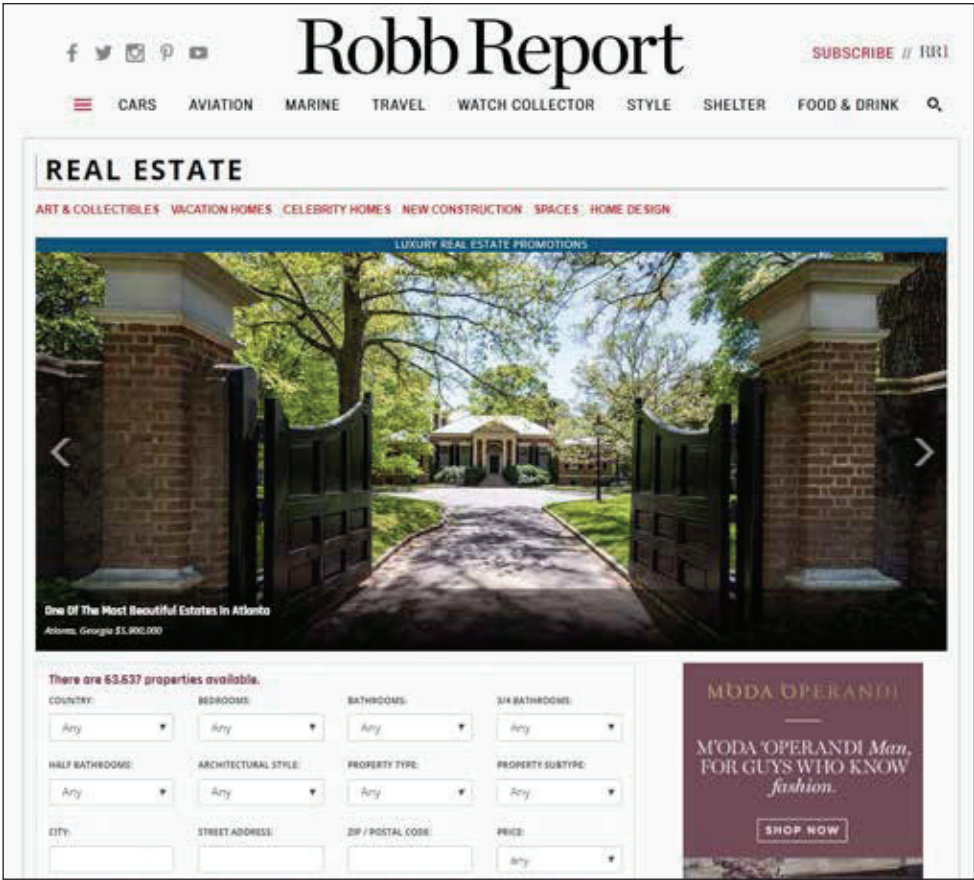 Robb Report
SUBSCRIBE // RR1
CARS AVIATION MARINE TRAVEL WATCH COLLECTOR STYLE SHELTER FOOD & DRINK
REAL ESTATE
ART & COLLECTIBLES VACATION HOMES CELEBRITY HOMES NEW CONSTRUCTION SPACES HOME DESIGN
LUXURY REAL ESTATE PROMOTIONS
One Of The Most Beautiful Estates In Atlanta
Atlanta, Georgia $5,900,000
There are 63,637 properties available.
COUNTRY: BEDROOMS: BATHROOMS: 3/4 BATHROOMS:
Any Any Any Any
HALF BATHROOMS: ARCHITECTURAL STYLE: PROPERTY TYPE: PROPERTY SUBTYPE:
Any Any Any Any
CITY: STREET ADDRESS: ZIP / POSTAL CODE: PRICE:
Any
MODA OPERANDI
M'ODA 'OPERANDI Man,
FOR GUYS WHO KNOW
fashion.
SHOP NOW